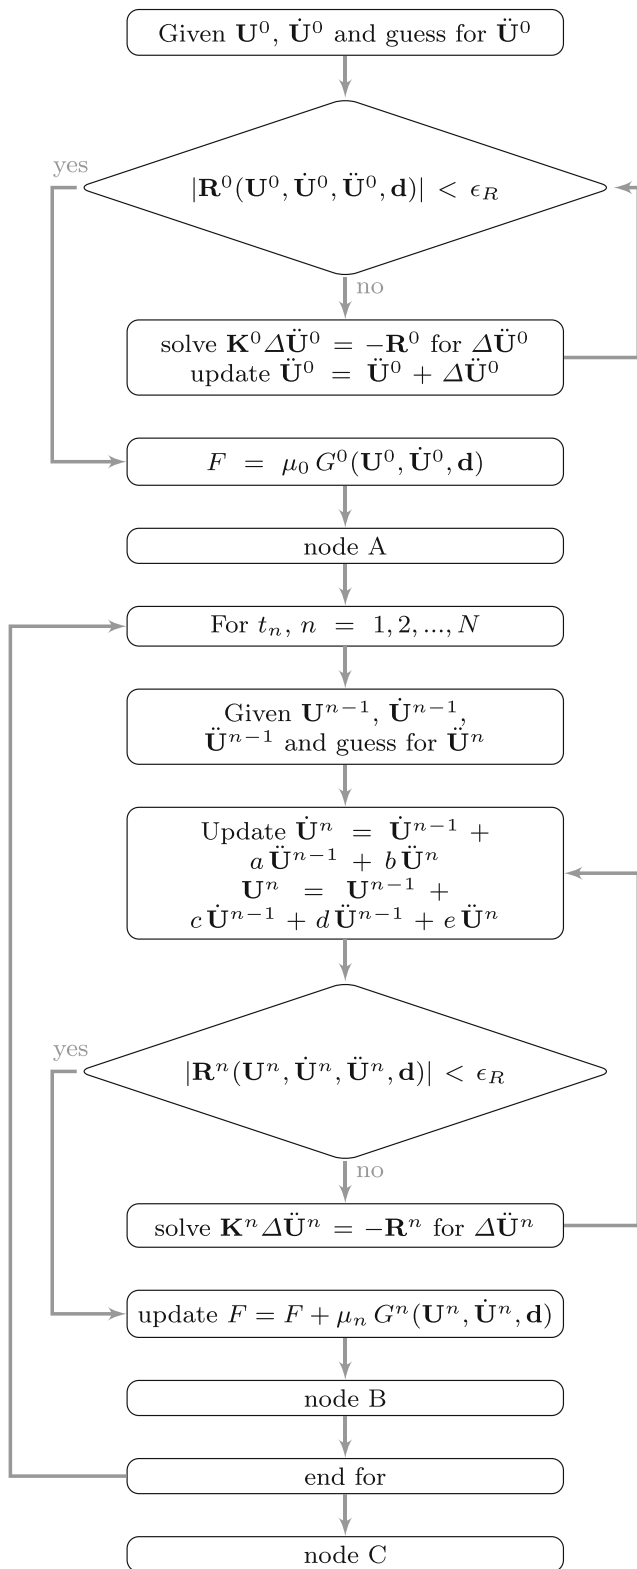 Given 𝐔⁰, 𝐔̇⁰ and guess for 𝐔̈⁰
yes
|𝐑⁰(𝐔⁰, 𝐔̇⁰, 𝐔̈⁰, 𝐝)| < ϵ_R
no
solve 𝐊⁰Δ𝐔̈⁰ = −𝐑⁰ for Δ𝐔̈⁰
update 𝐔̈⁰ = 𝐔̈⁰ + Δ𝐔̈⁰
F = μ₀ G⁰(𝐔⁰, 𝐔̇⁰, 𝐝)
node A
For tₙ, n = 1, 2, ..., N
Given 𝐔ⁿ⁻¹, 𝐔̇ⁿ⁻¹,
𝐔̈ⁿ⁻¹ and guess for 𝐔̈ⁿ
Update 𝐔̇ⁿ = 𝐔̇ⁿ⁻¹ +
a 𝐔̈ⁿ⁻¹ + b 𝐔̈ⁿ
𝐔ⁿ = 𝐔ⁿ⁻¹ +
c 𝐔̇ⁿ⁻¹ + d 𝐔̈ⁿ⁻¹ + e 𝐔̈ⁿ
yes
|𝐑ⁿ(𝐔ⁿ, 𝐔̇ⁿ, 𝐔̈ⁿ, 𝐝)| < ϵ_R
no
solve 𝐊ⁿΔ𝐔̈ⁿ = −𝐑ⁿ for Δ𝐔̈ⁿ
update F = F + μₙ Gⁿ(𝐔ⁿ, 𝐔̇ⁿ, 𝐝)
node B
end for
node C